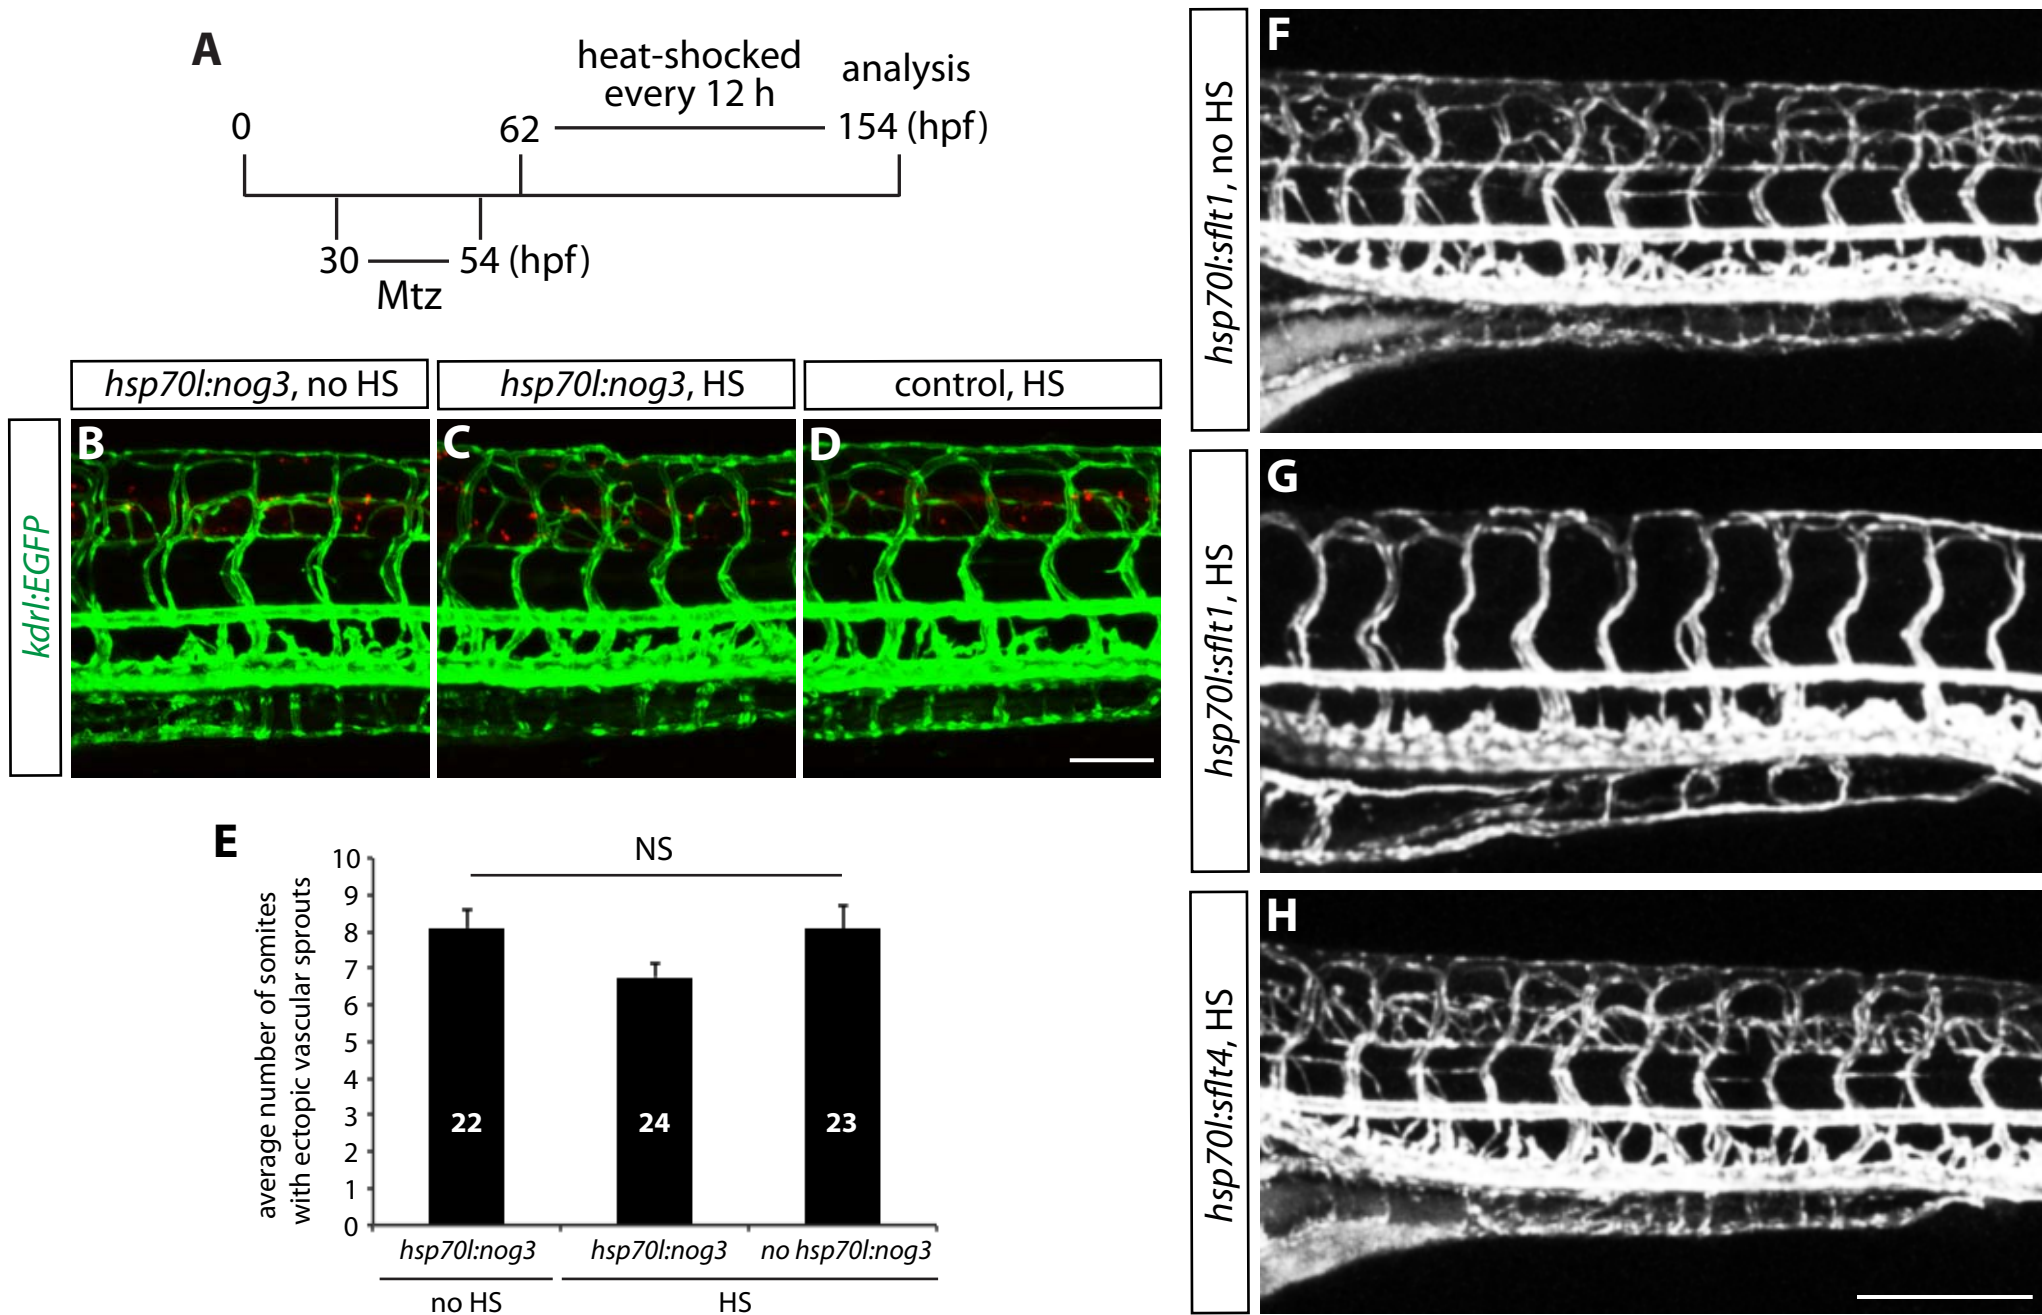 A
heat-shocked
every 12 h
analysis
0
62
154 (hpf)
30
54 (hpf)
Mtz
hsp70l:nog3, no HS
hsp70l:nog3, HS
control, HS
kdrl:EGFP
B
C
D
E
NS
average number of somites
with ectopic vascular sprouts
10
9
8
7
6
5
4
3
2
1
0
22
24
23
hsp70l:nog3
hsp70l:nog3
no hsp70l:nog3
no HS
HS
hsp70l:sflt1, no HS
F
hsp70l:sflt1, HS
G
hsp70l:sflt4, HS
H